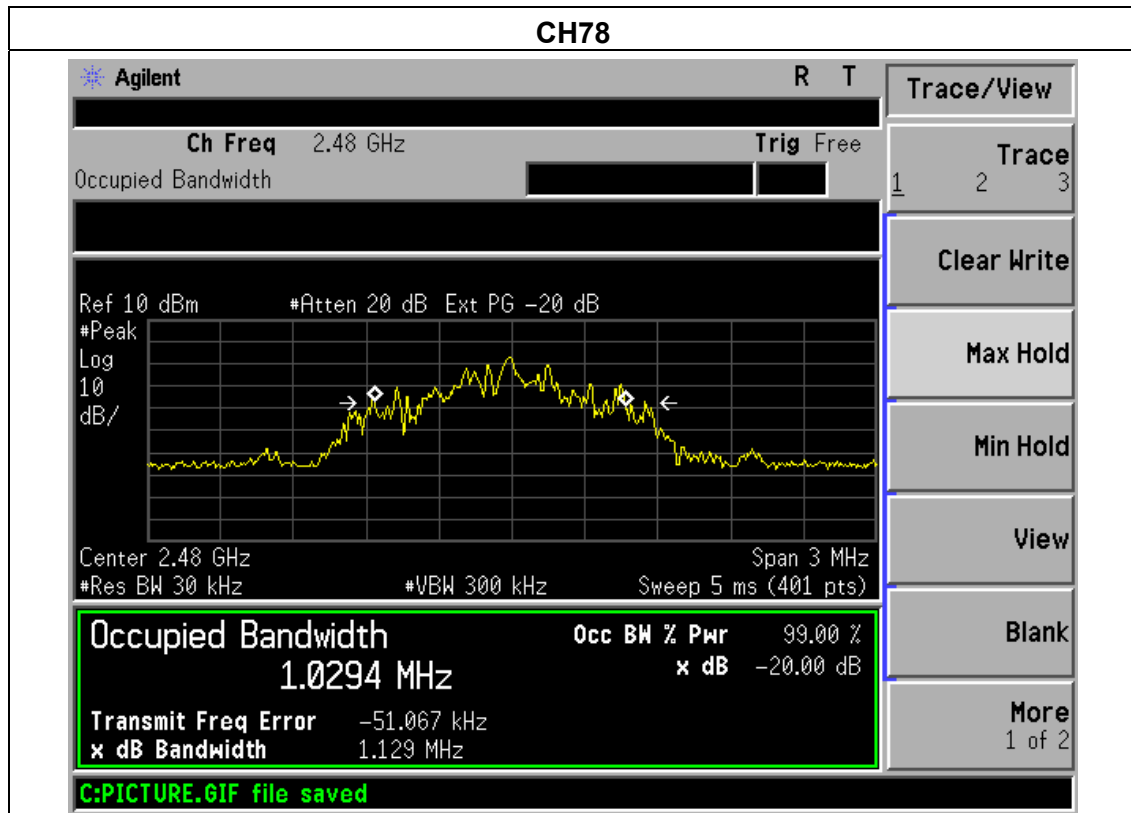 CH78
Agilent R T
Trace/View
Ch Freq 2.48 GHz Trig Free
Occupied Bandwidth
Trace
1 2 3
Clear Write
Max Hold
Min Hold
View
Blank
More
1 of 2
Ref 10 dBm #Atten 20 dB Ext PG −20 dB
#Peak
Log
10
dB/
Center 2.48 GHz Span 3 MHz
#Res BW 30 kHz #VBW 300 kHz Sweep 5 ms (401 pts)
Occupied Bandwidth Occ BW % Pwr 99.00 %
1.0294 MHz x dB −20.00 dB
Transmit Freq Error −51.067 kHz
x dB Bandwidth 1.129 MHz
C:PICTURE.GIF file saved